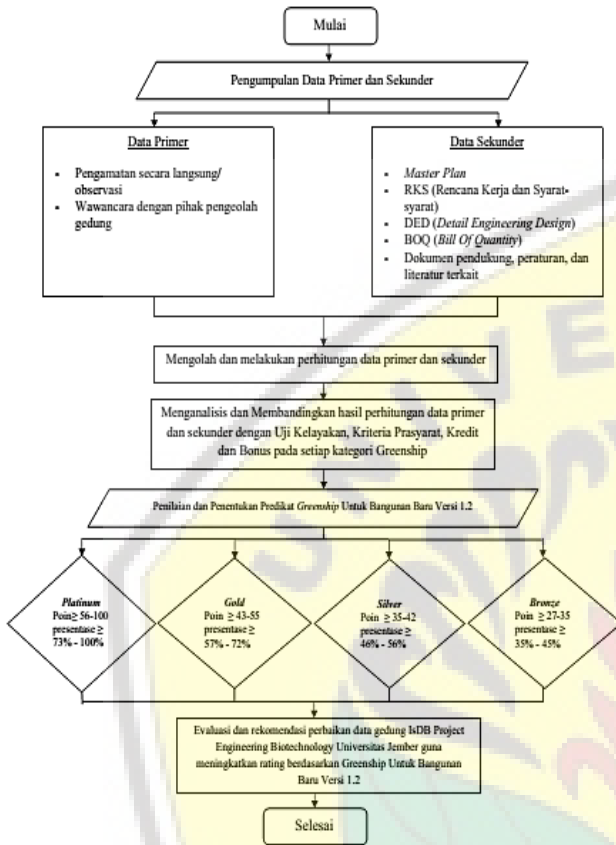 Mulai
Pengumpulan Data Primer dan Sekunder
Data Primer
▪ Pengamatan secara langsung/
observasi
▪ Wawancara dengan pihak pengeolah
gedung
Data Sekunder
▪ Master Plan
▪ RKS (Rencana Kerja dan Syarat-
syarat)
▪ DED (Detail Engineering Design)
▪ BOQ (Bill Of Quantity)
▪ Dokumen pendukung, peraturan, dan
literatur terkait
Mengolah dan melakukan perhitungan data primer dan sekunder
Menganalisis dan Membandingkan hasil perhitungan data primer
dan sekunder dengan Uji Kelayakan, Kriteria Prasyarat, Kredit
dan Bonus pada setiap kategori Greenship
Penilaian dan Penentukan Predikat Greenship Untuk Bangunan Baru Versi 1.2
Platinum
Poin≥ 56-100
presentase ≥
73% - 100%
Gold
Poin ≥ 43-55
presentase ≥
57% - 72%
Silver
Poin ≥ 35-42
presentase ≥
46% - 56%
Bronze
Poin ≥ 27-35
presentase ≥
35% - 45%
Evaluasi dan rekomendasi perbaikan data gedung IsDB Project
Engineering Biotechnology Universitas Jember guna
meningkatkan rating berdasarkan Greenship Untuk Bangunan
Baru Versi 1.2
Selesai
UNIVE